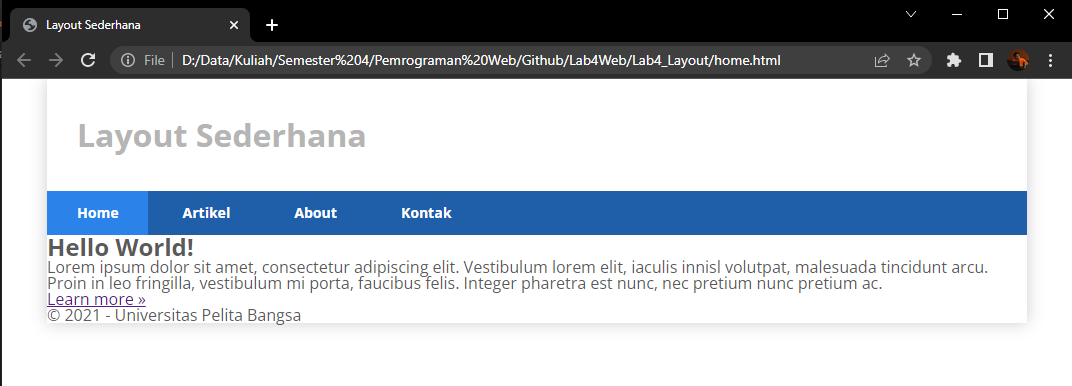 Layout Sederhana
File D:/Data/Kuliah/Semester%204/Pemrograman%20Web/Github/Lab4Web/Lab4_Layout/home.html
Layout Sederhana
Home Artikel About Kontak
Hello World!
Lorem ipsum dolor sit amet, consectetur adipiscing elit. Vestibulum lorem elit, iaculis innisl volutpat, malesuada tincidunt arcu.
Proin in leo fringilla, vestibulum mi porta, faucibus felis. Integer pharetra est nunc, nec pretium nunc pretium ac.
Learn more »
© 2021 - Universitas Pelita Bangsa